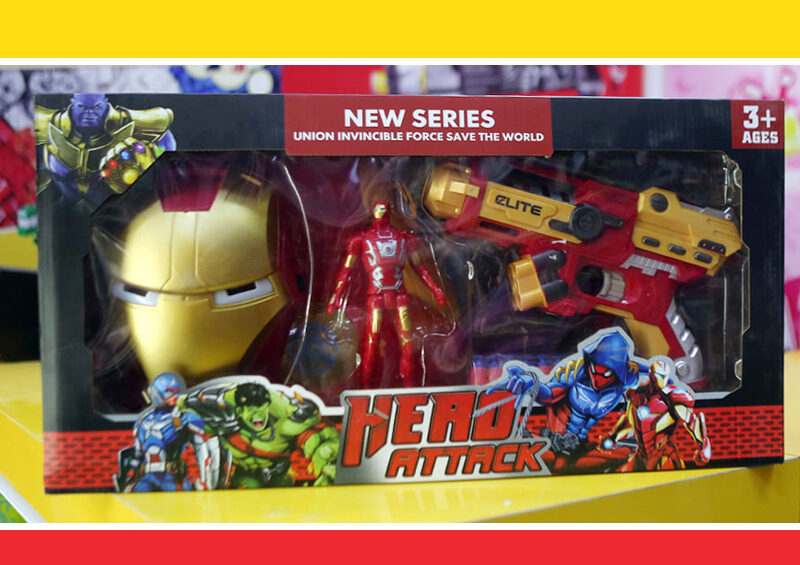 NEW SERIES
UNION INVINCIBLE FORCE SAVE THE WORLD
3+
AGES
ELITE
HERO
ATTACK